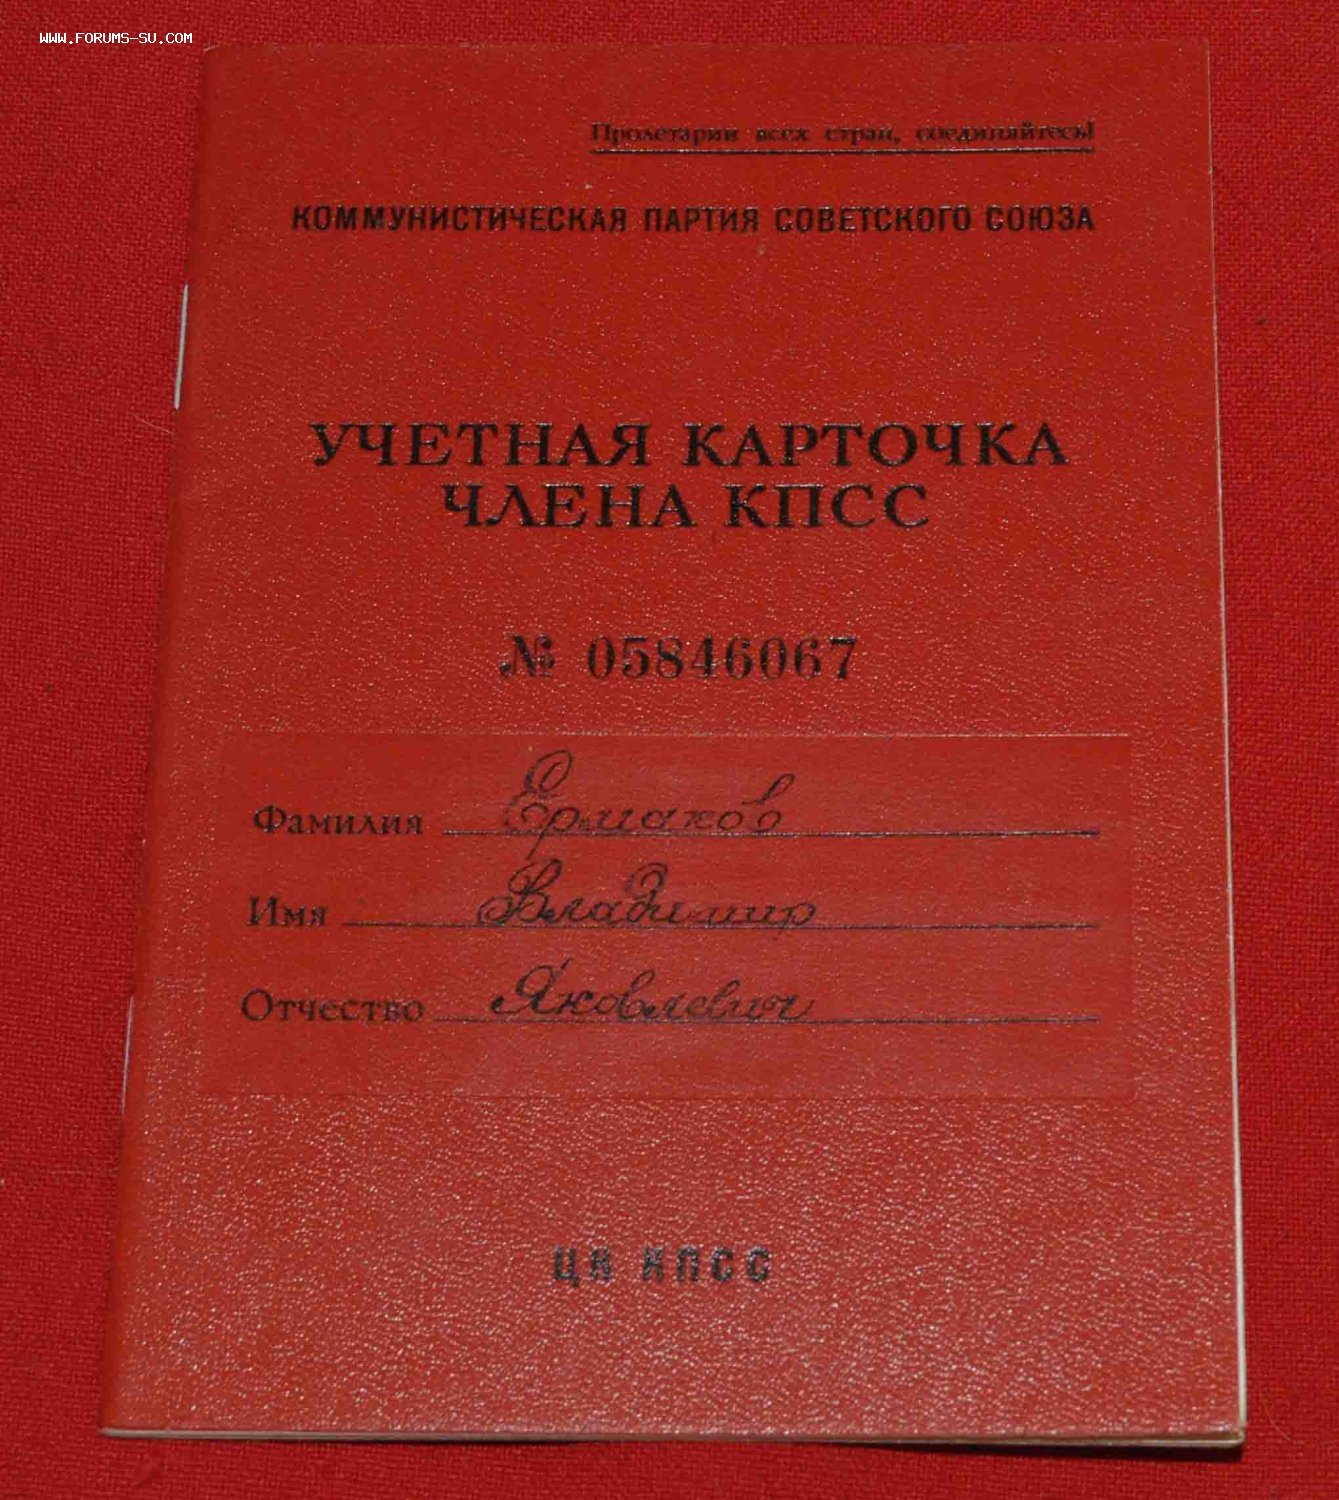 WWW.FORUMS-SU.COM
Пролетарии всех стран, соединяйтесь!
КОММУНИСТИЧЕСКАЯ ПАРТИЯ СОВЕТСКОГО СОЮЗА
УЧЕТНАЯ КАРТОЧКА
ЧЛЕНА КПСС
№ 05846067
Фамилия Ермаков
Имя Владимир
Отчество Яковлевич
ЦК КПСС